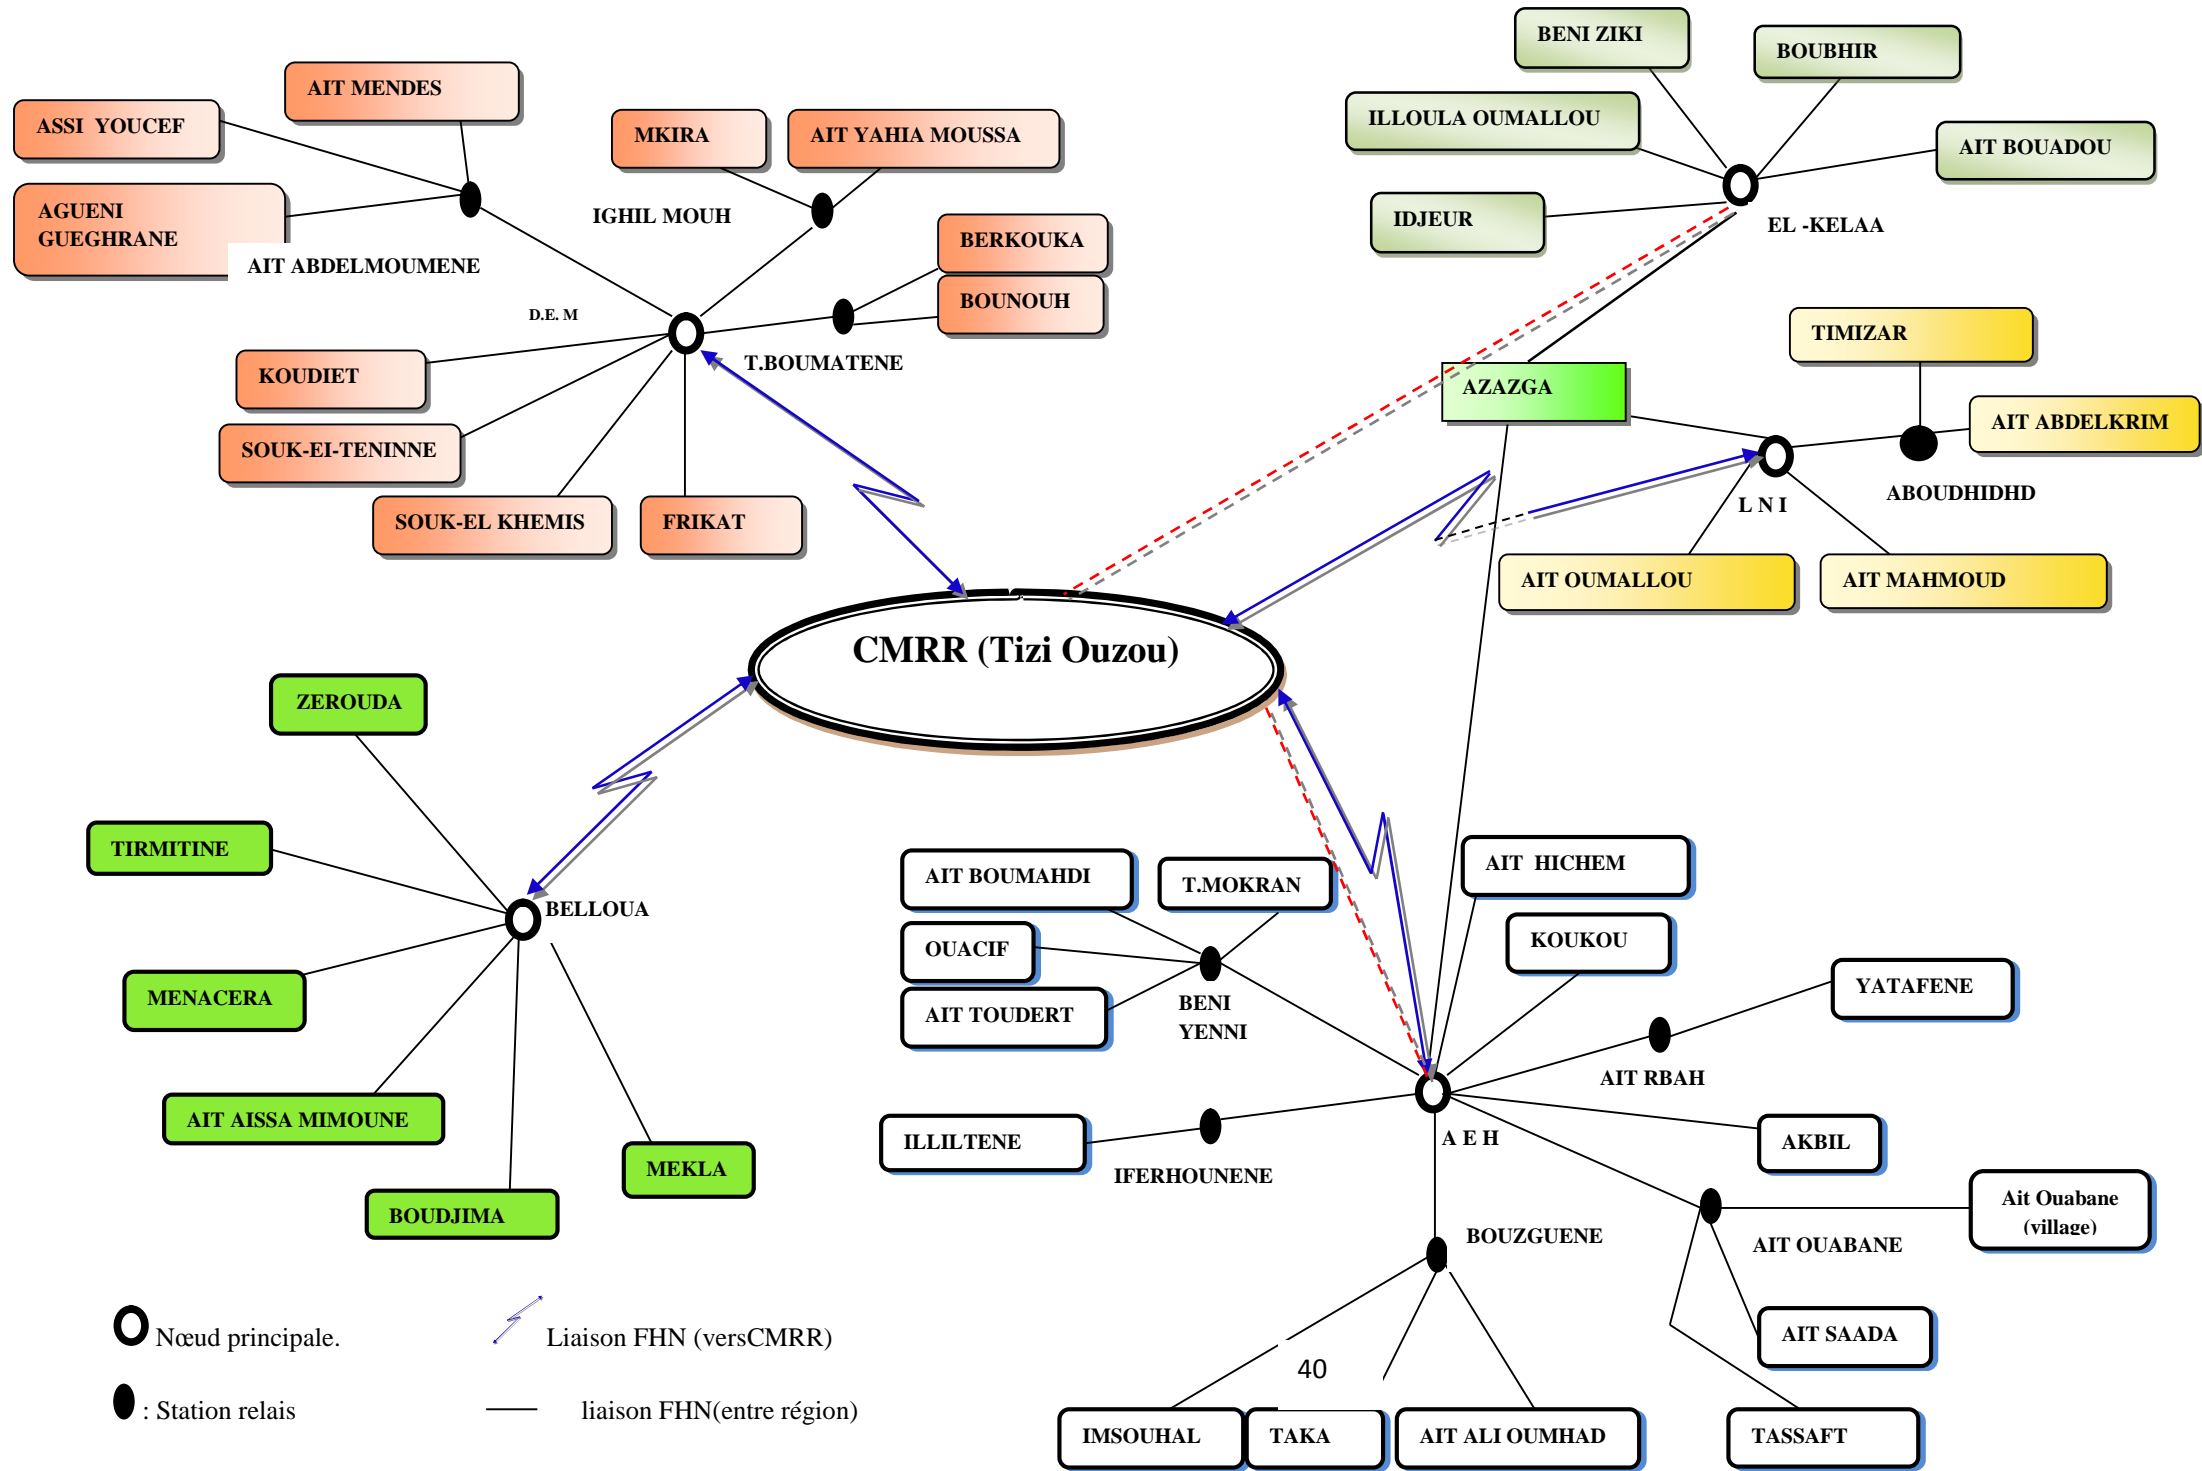 BENI ZIKI
BOUBHIR
AIT MENDES
ASSI  YOUCEF
MKIRA
AIT YAHIA MOUSSA
ILLOULA OUMALLOU
AIT BOUADOU
AGUENI
GUEGHRANE
IGHIL MOUH
IDJEUR
EL -KELAA
AIT ABDELMOUMENE
BERKOUKA
BOUNOUH
D.E. M
T.BOUMATENE
TIMIZAR
KOUDIET
AZAZGA
AIT ABDELKRIM
SOUK-EI-TENINNE
L N I
ABOUDHIDHD
SOUK-EL KHEMIS
FRIKAT
AIT OUMALLOU
AIT MAHMOUD
CMRR (Tizi Ouzou)
ZEROUDA
TIRMITINE
BELLOUA
MENACERA
AIT AISSA MIMOUNE
MEKLA
BOUDJIMA
AIT BOUMAHDI
T.MOKRAN
AIT  HICHEM
OUACIF
KOUKOU
AIT TOUDERT
BENI
YENNI
YATAFENE
AIT RBAH
ILLILTENE
IFERHOUNENE
A E H
AKBIL
Ait Ouabane
(village)
BOUZGUENE
AIT OUABANE
AIT SAADA
Nœud principale.
Liaison FHN (versCMRR)
40
: Station relais
liaison FHN(entre région)
IMSOUHAL
TAKA
AIT ALI OUMHAD
TASSAFT